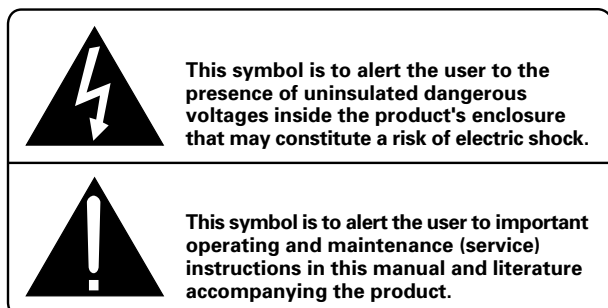 This symbol is to alert the user to the
presence of uninsulated dangerous
voltages inside the product's enclosure
that may constitute a risk of electric shock.
This symbol is to alert the user to important
operating and maintenance (service)
instructions in this manual and literature
accompanying the product.